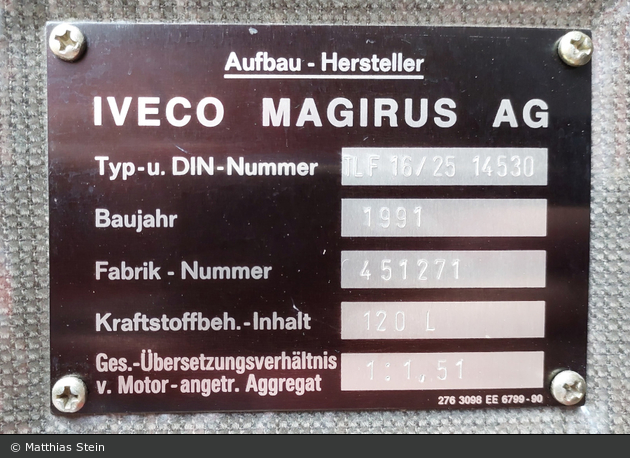 Aufbau - Hersteller
IVECO MAGIRUS AG
Typ-u. DIN-Nummer TLF 16/25 14530
Baujahr 1991
Fabrik - Nummer 451271
Kraftstoffbeh.-Inhalt 120 L
Ges.-Übersetzungsverhältnis
v. Motor-angetr. Aggregat 1:1,51
276 3098 EE 6799-90
© Matthias Stein